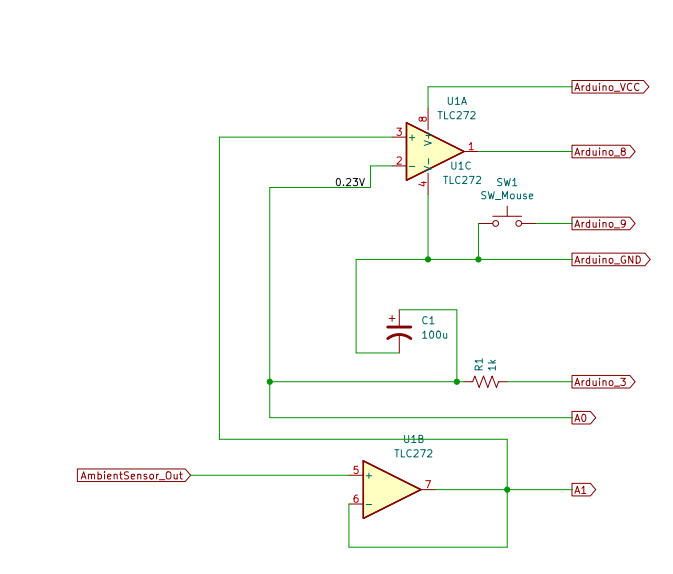 Arduino_VCC
U1A
TLC272
8
V+
3
+
1
Arduino_8
2
-
U1C
V-
TLC272
4
0.23V
SW1
SW_Mouse
Arduino_9
Arduino_GND
+
C1
100u
R1
1k
Arduino_3
A0
U1B
TLC272
AmbientSensor_Out
5
+
7
A1
6
-